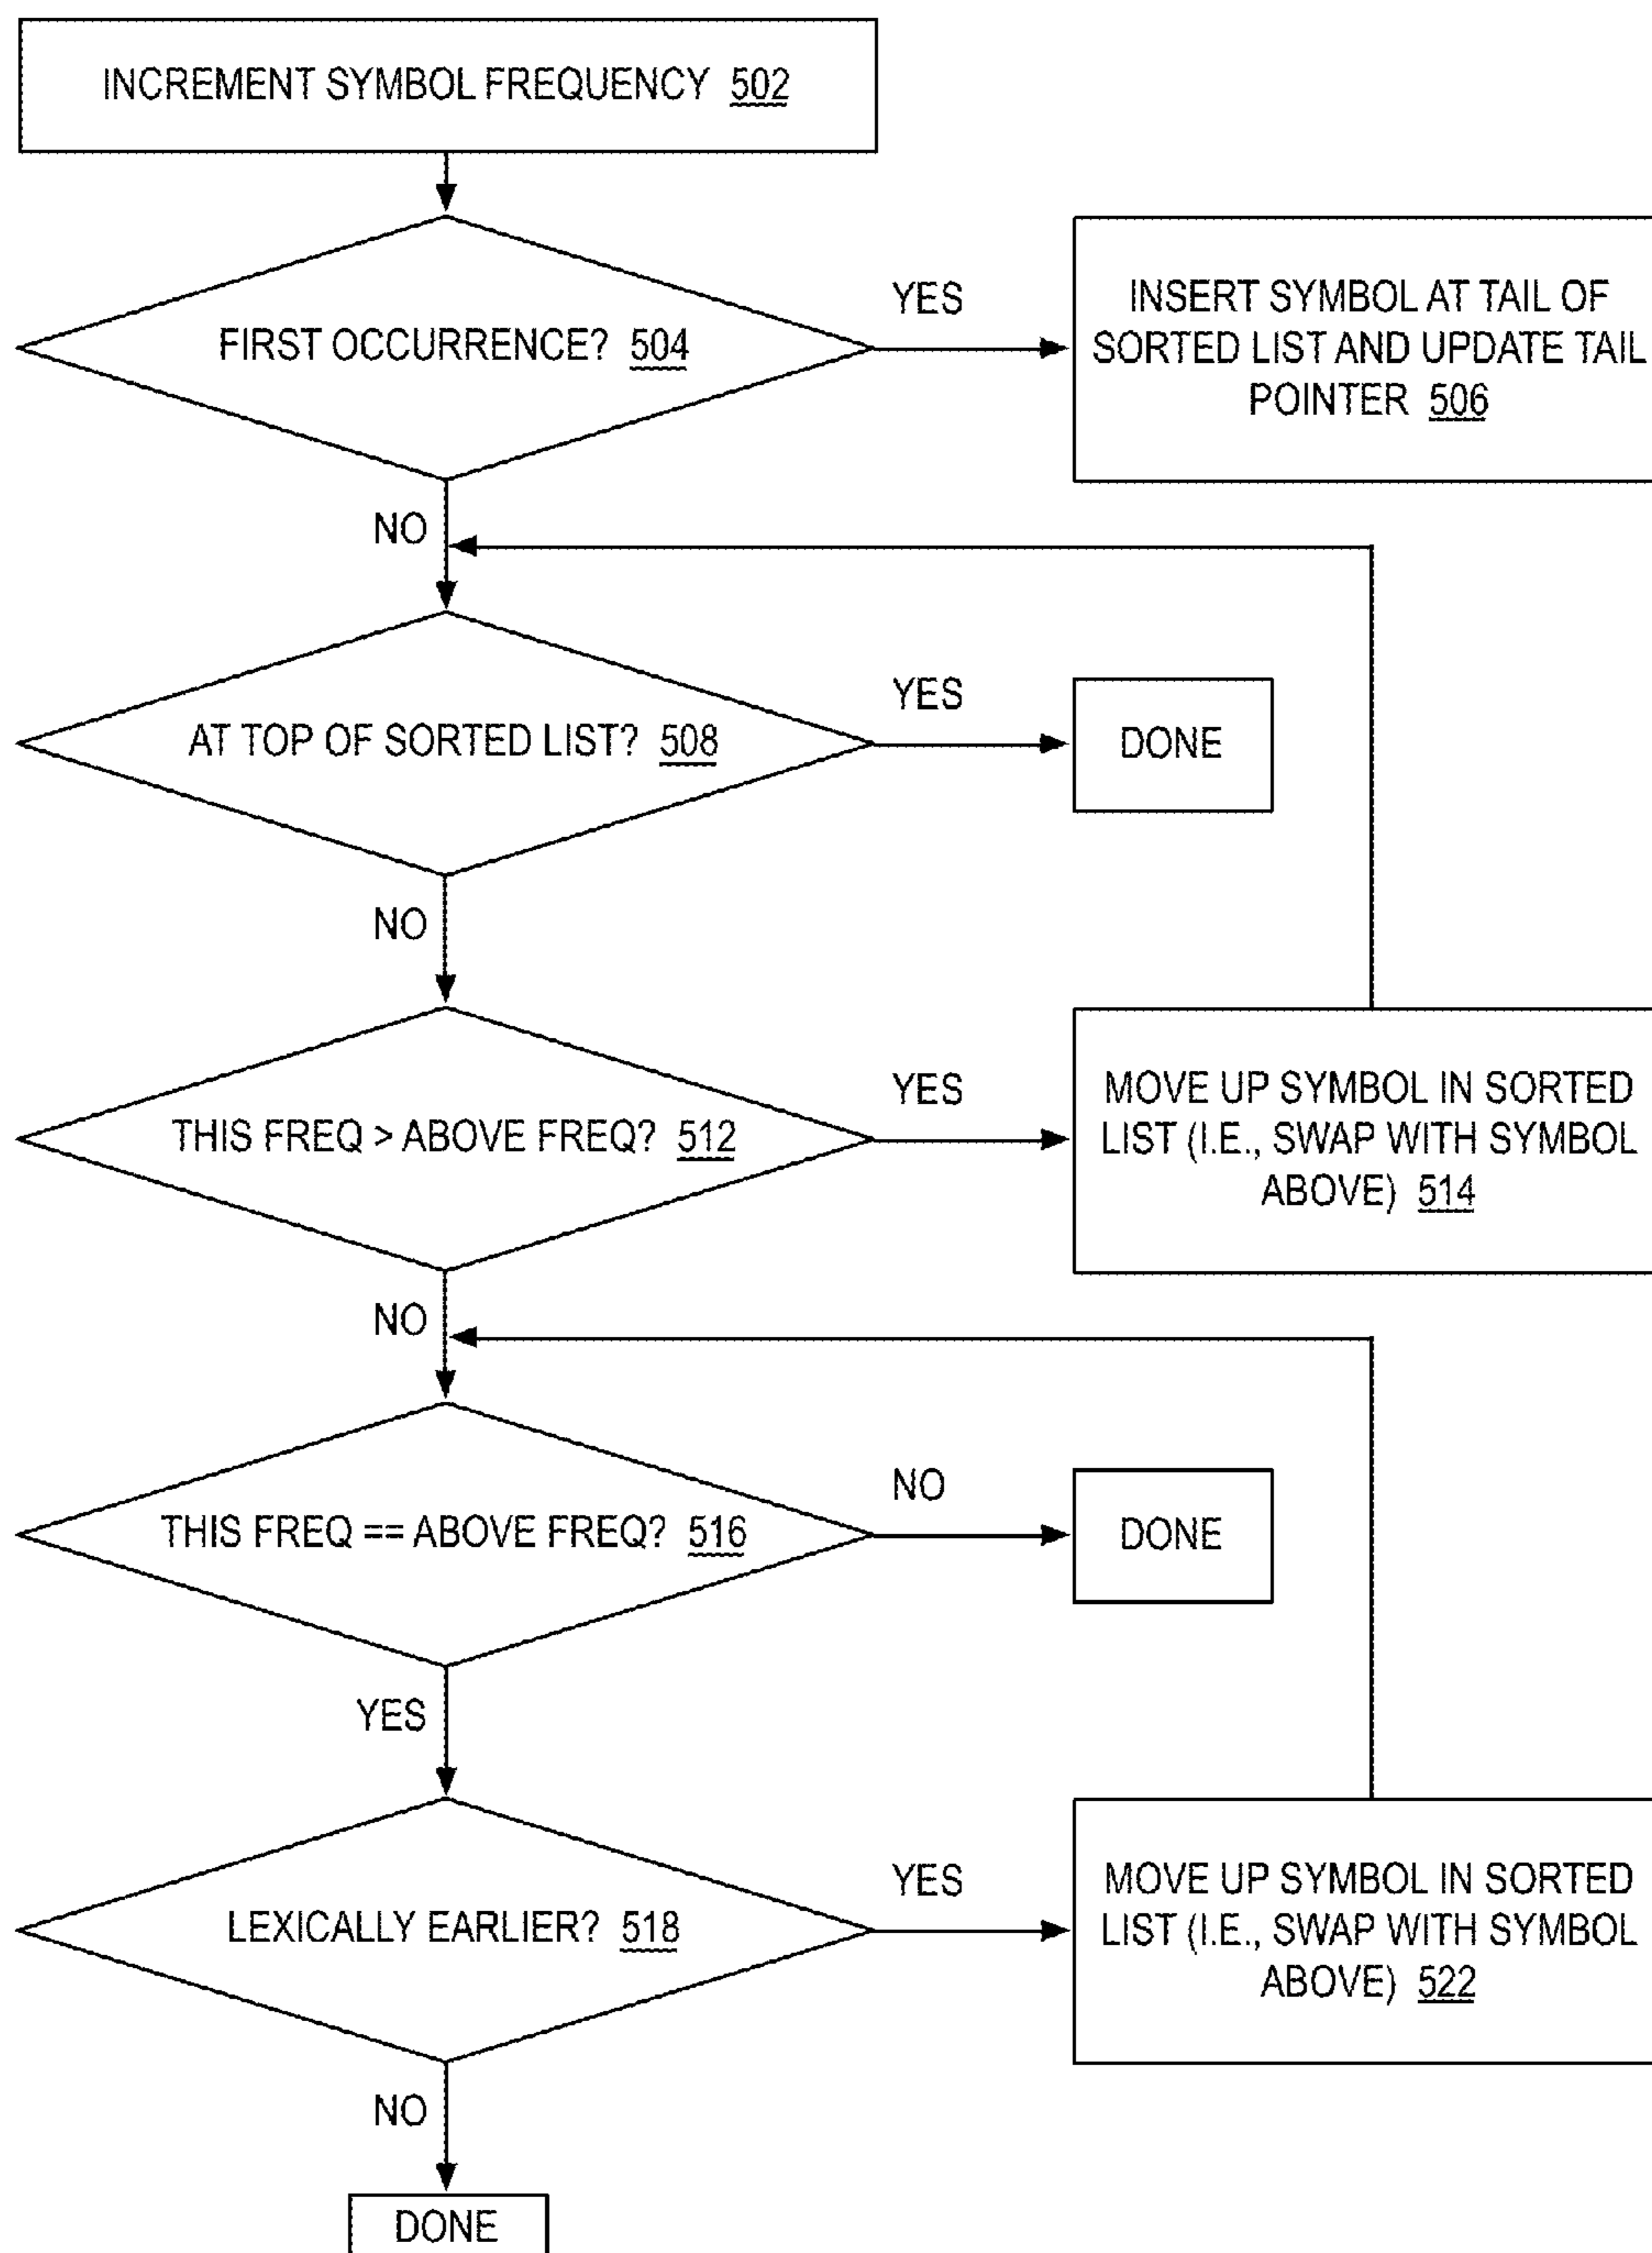 INCREMENT SYMBOL FREQUENCY 502
FIRST OCCURRENCE? 504
YES
INSERT SYMBOL AT TAIL OF
SORTED LIST AND UPDATE TAIL
POINTER 506
NO
AT TOP OF SORTED LIST? 508
YES
DONE
NO
THIS FREQ > ABOVE FREQ? 512
YES
MOVE UP SYMBOL IN SORTED
LIST (I.E., SWAP WITH SYMBOL
ABOVE) 514
NO
THIS FREQ == ABOVE FREQ? 516
NO
DONE
YES
LEXICALLY EARLIER? 518
YES
MOVE UP SYMBOL IN SORTED
LIST (I.E., SWAP WITH SYMBOL
ABOVE) 522
NO
DONE